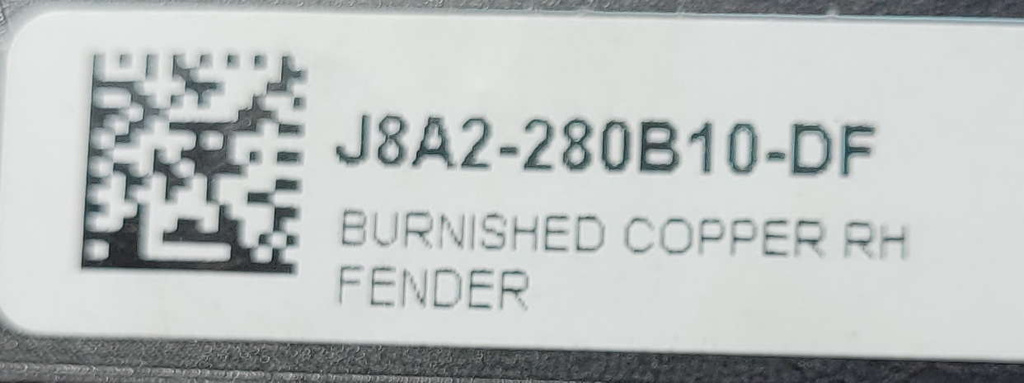 J8A2-280B10-DF
BURNISHED COPPER RH
FENDER